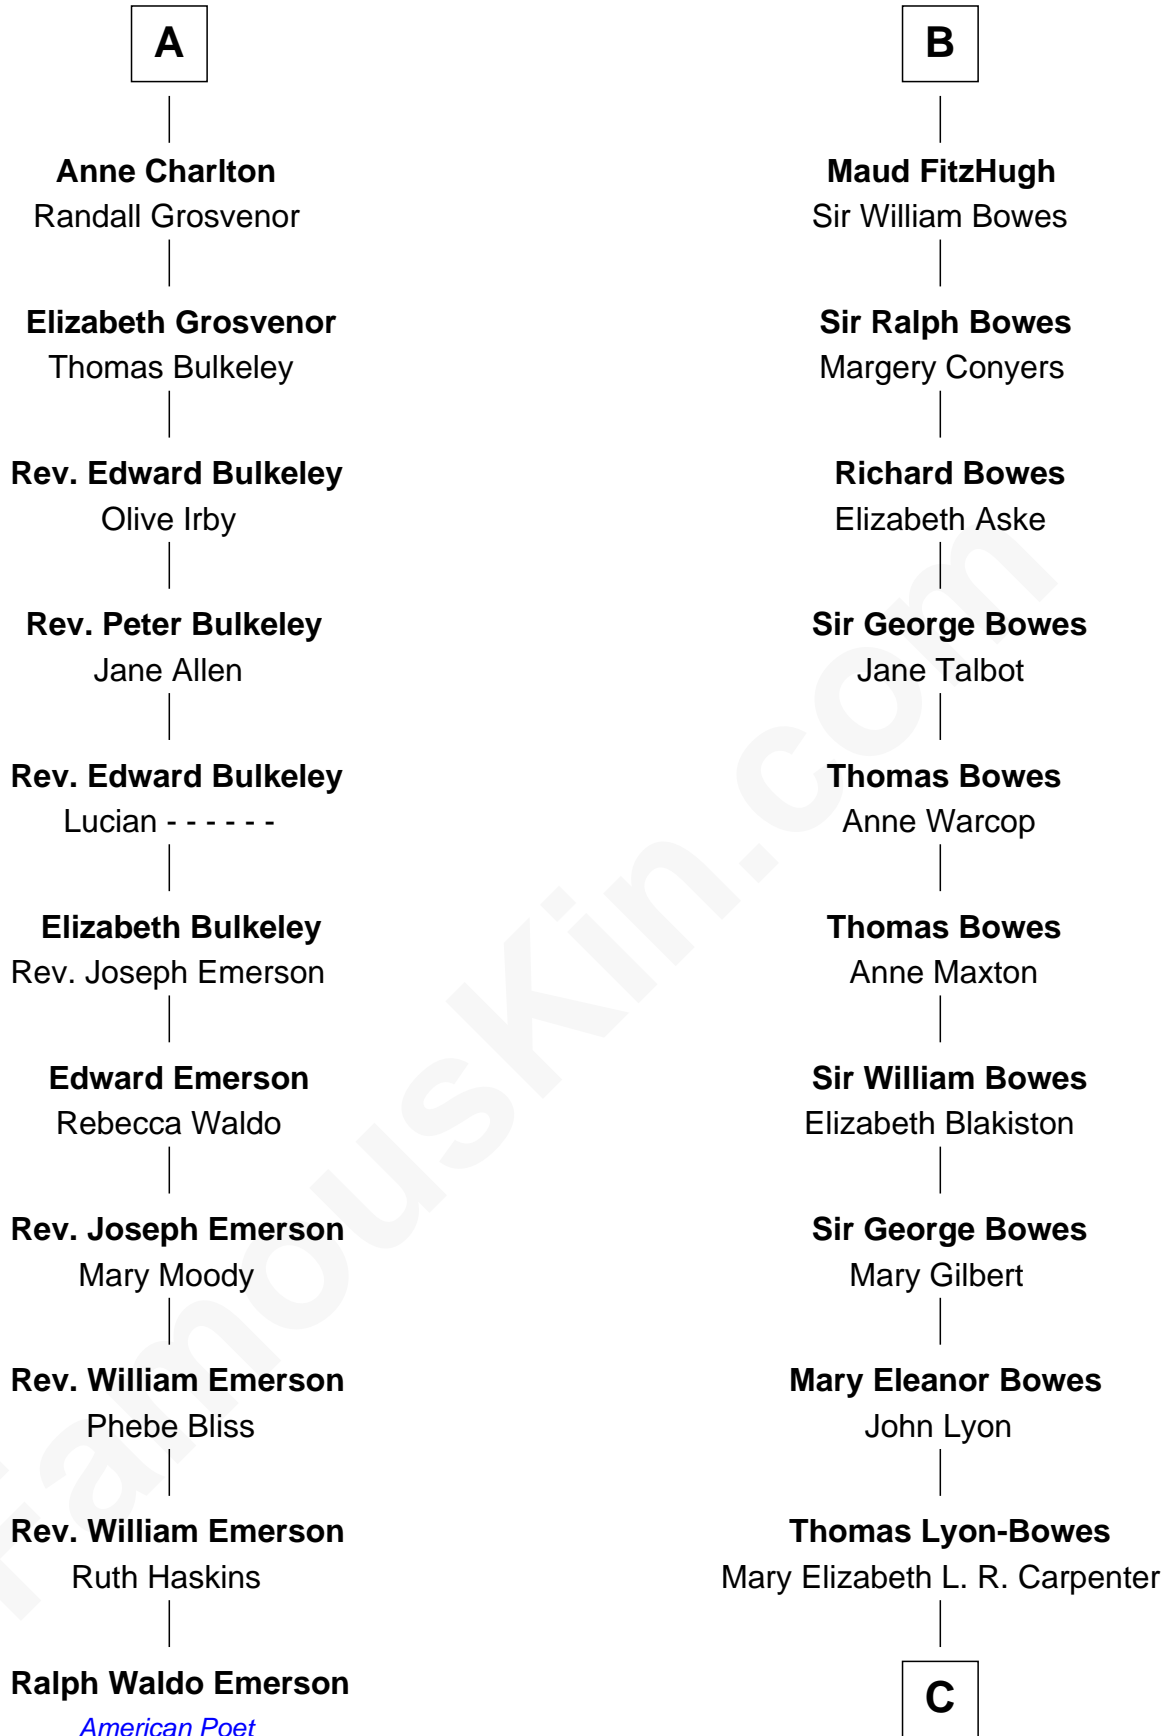 A
Anne Charlton
Randall Grosvenor
Elizabeth Grosvenor
Thomas Bulkeley
Rev. Edward Bulkeley
Olive Irby
Rev. Peter Bulkeley
Jane Allen
Rev. Edward Bulkeley
Lucian - - - - - -
Elizabeth Bulkeley
Rev. Joseph Emerson
Edward Emerson
Rebecca Waldo
Rev. Joseph Emerson
Mary Moody
Rev. William Emerson
Phebe Bliss
Rev. William Emerson
Ruth Haskins
Ralph Waldo Emerson
American Poet
B
Maud FitzHugh
Sir William Bowes
Sir Ralph Bowes
Margery Conyers
Richard Bowes
Elizabeth Aske
Sir George Bowes
Jane Talbot
Thomas Bowes
Anne Warcop
Thomas Bowes
Anne Maxton
Sir William Bowes
Elizabeth Blakiston
Sir George Bowes
Mary Gilbert
Mary Eleanor Bowes
John Lyon
Thomas Lyon-Bowes
Mary Elizabeth L. R. Carpenter
C
FamousKin.com